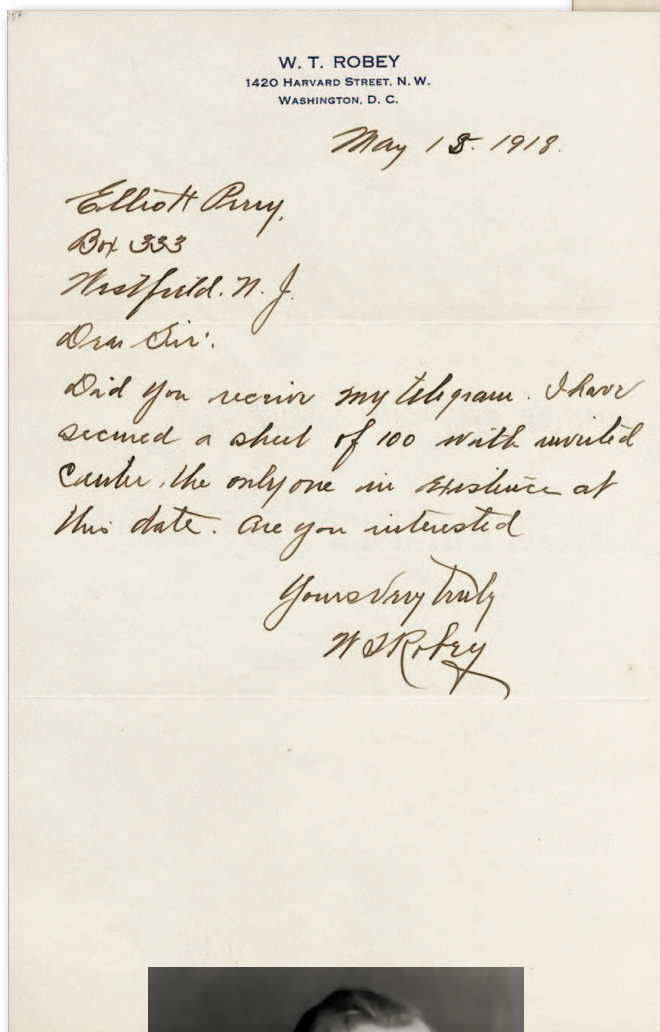 W. T. ROBEY
1420 HARVARD STREET, N. W.
WASHINGTON, D. C.
May 15. 1918.
Elliott Perry.
Box 333
Westfield. N. J.
Dear Sir:
Did you receive my telegram. I have
secured a sheet of 100 with inverted
center, the only one in existence at
this date. are you interested
Yours Very truly
W T Robey